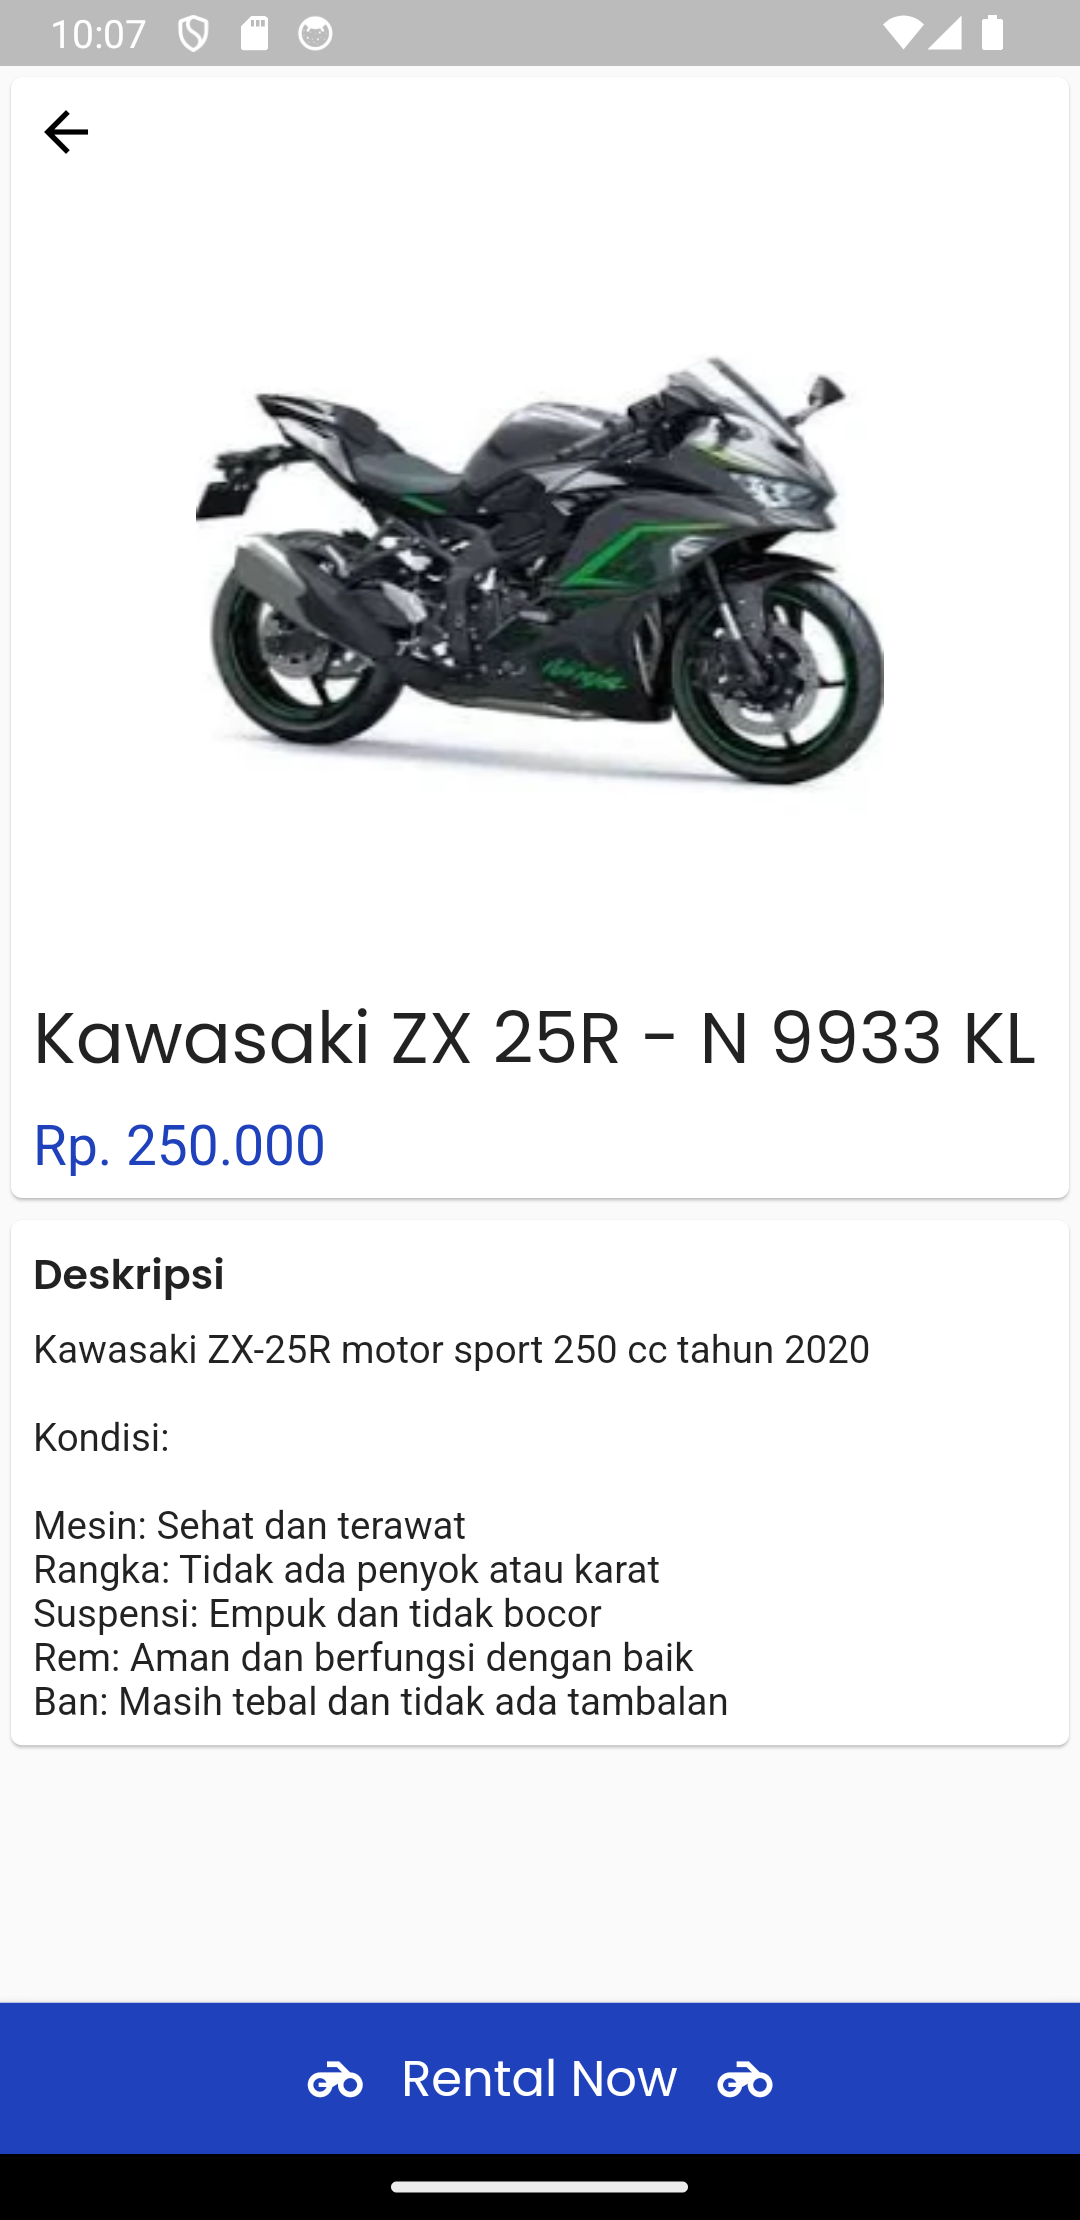 10:07
Ninja
Kawasaki ZX 25R - N 9933 KL
Rp. 250.000
Deskripsi
Kawasaki ZX-25R motor sport 250 cc tahun 2020
Kondisi:
Mesin: Sehat dan terawat
Rangka: Tidak ada penyok atau karat
Suspensi: Empuk dan tidak bocor
Rem: Aman dan berfungsi dengan baik
Ban: Masih tebal dan tidak ada tambalan
Rental Now